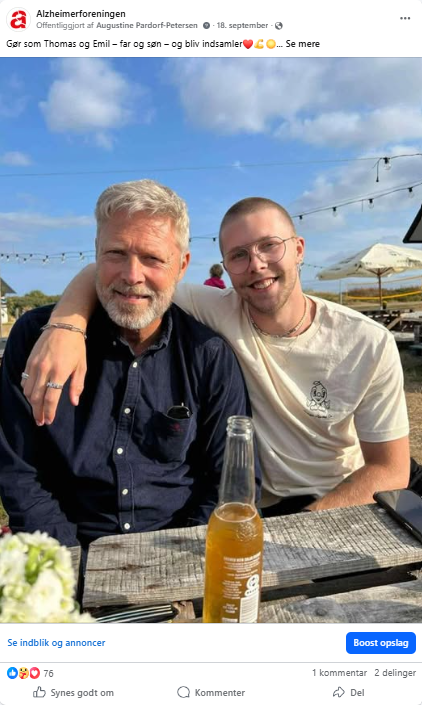 Alzheimerforeningen
Offentliggjort af Augustine Pardorf-Petersen · 18. september ·
Gør som Thomas og Emil – far og søn – og bliv indsamler❤️💪🌞... Se mere
Se indblik og annoncer
Boost opslag
76
1 kommentar 2 delinger
Synes godt om
Kommenter
Del